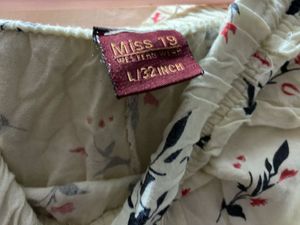 Miss 19
WESTERN WEAR
L/32 INCH